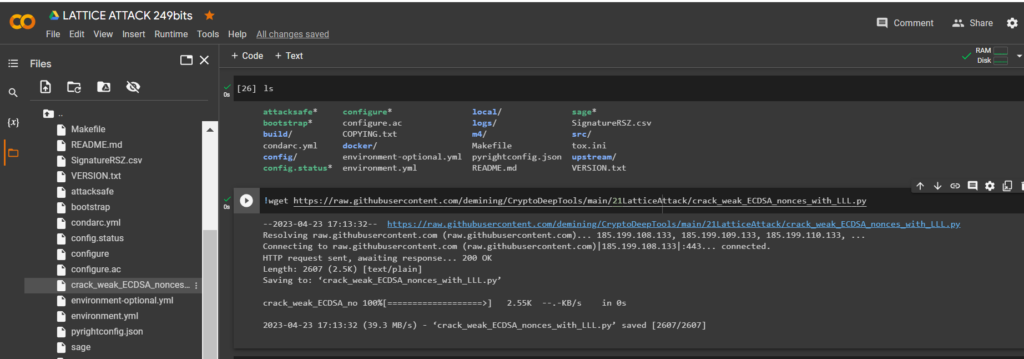 LATTICE ATTACK 249bits
File Edit View Insert Runtime Tools Help All changes saved
Comment Share
Files
+ Code + Text
RAM
Disk
..
Makefile
README.md
SignatureRSZ.csv
VERSION.txt
attacksafe
bootstrap
condarc.yml
config.status
configure
configure.ac
crack_weak_ECDSA_nonces...
environment-optional.yml
environment.yml
pyrightconfig.json
sage
{x}
0s
[26] ls
attacksafe* configure* local/ sage*
bootstrap* configure.ac logs/ SignatureRSZ.csv
build/ COPYING.txt m4/ src/
condarc.yml docker/ Makefile tox.ini
config/ environment-optional.yml pyrightconfig.json upstream/
config.status* environment.yml README.md VERSION.txt
0s
!wget https://raw.githubusercontent.com/demining/CryptoDeepTools/main/21LatticeAttack/crack_weak_ECDSA_nonces_with_LLL.py
--2023-04-23 17:13:32-- https://raw.githubusercontent.com/demining/CryptoDeepTools/main/21LatticeAttack/crack_weak_ECDSA_nonces_with_LLL.py
Resolving raw.githubusercontent.com (raw.githubusercontent.com)... 185.199.108.133, 185.199.109.133, 185.199.110.133, ...
Connecting to raw.githubusercontent.com (raw.githubusercontent.com)|185.199.108.133|:443... connected.
HTTP request sent, awaiting response... 200 OK
Length: 2607 (2.5K) [text/plain]
Saving to: ‘crack_weak_ECDSA_nonces_with_LLL.py’
crack_weak_ECDSA_no 100%[===================>] 2.55K --.-KB/s in 0s
2023-04-23 17:13:32 (39.3 MB/s) - ‘crack_weak_ECDSA_nonces_with_LLL.py’ saved [2607/2607]